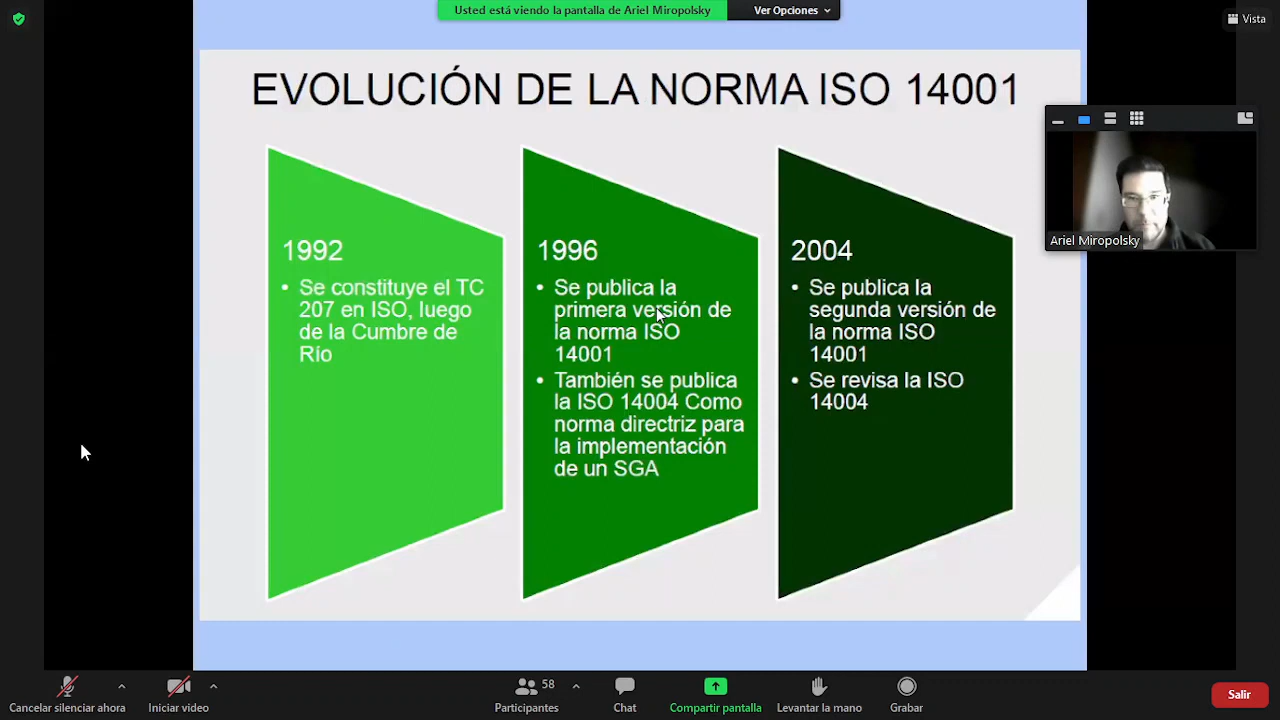 Usted está viendo la pantalla de Ariel Miropolsky
Ver Opciones
Vista
EVOLUCIÓN DE LA NORMA ISO 14001
1992
• Se constituye el TC
207 en ISO, luego
de la Cumbre de
Río
1996
• Se publica la
primera versión de
la norma ISO
14001
• También se publica
la ISO 14004 Como
norma directriz para
la implementación
de un SGA
2004
• Se publica la
segunda versión de
la norma ISO
14001
• Se revisa la ISO
14004
Ariel Miropolsky
Cancelar silenciar ahora
Iniciar video
58
Participantes
Chat
Compartir pantalla
Levantar la mano
Grabar
Salir